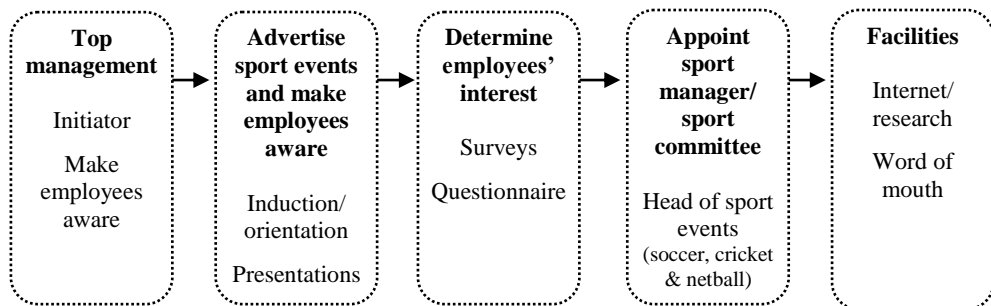 Top
management
Initiator
Make
employees
aware
Advertise
sport events
and make
employees
aware
Induction/
orientation
Presentations
Determine
employees’
interest
Surveys
Questionnaire
Appoint
sport
manager/
sport
committee
Head of sport
events
(soccer, cricket
& netball)
Facilities
Internet/
research
Word of
mouth